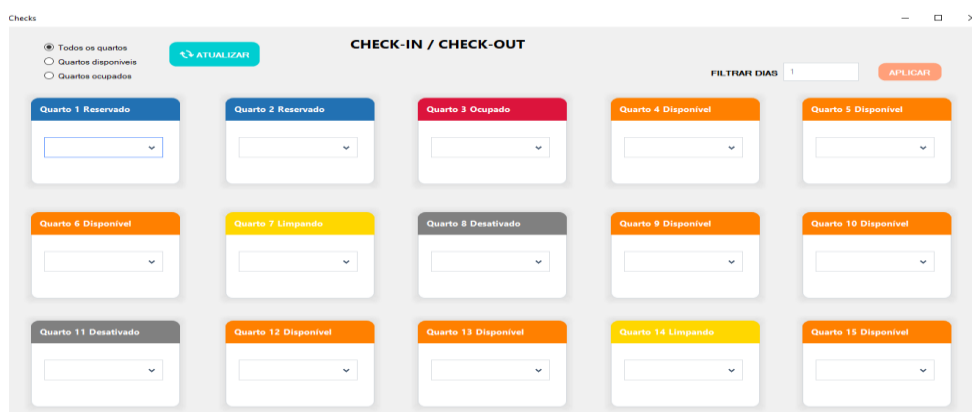 Checks
Todos os quartos
Quartos disponiveis
Quartos ocupados
ATUALIZAR
CHECK-IN / CHECK-OUT
FILTRAR DIAS
1
APLICAR
Quarto 1 Reservado
Quarto 2 Reservado
Quarto 3 Ocupado
Quarto 4 Disponível
Quarto 5 Disponível
Quarto 6 Disponível
Quarto 7 Limpando
Quarto 8 Desativado
Quarto 9 Disponível
Quarto 10 Disponível
Quarto 11 Desativado
Quarto 12 Disponível
Quarto 13 Disponível
Quarto 14 Limpando
Quarto 15 Disponível